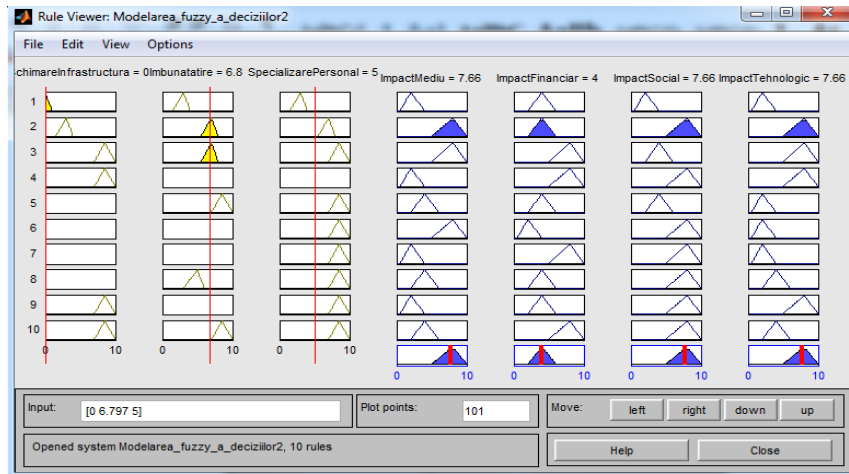 Rule Viewer: Modelarea_fuzzy_a_deciziilor2
File Edit View Options
chimareInfrastructura = 0 Imbunatatire = 6.8 SpecializarePersonal = 5 ImpactMediu = 7.66 ImpactFinanciar = 4 ImpactSocial = 7.66 ImpactTehnologic = 7.66
1
2
3
4
5
6
7
8
9
10
0 10 0 10 0 10
0 10 0 10 0 10 0 10
Input: [0 6.797 5] Plot points: 101 Move: left right down up
Opened system Modelarea_fuzzy_a_deciziilor2, 10 rules Help Close